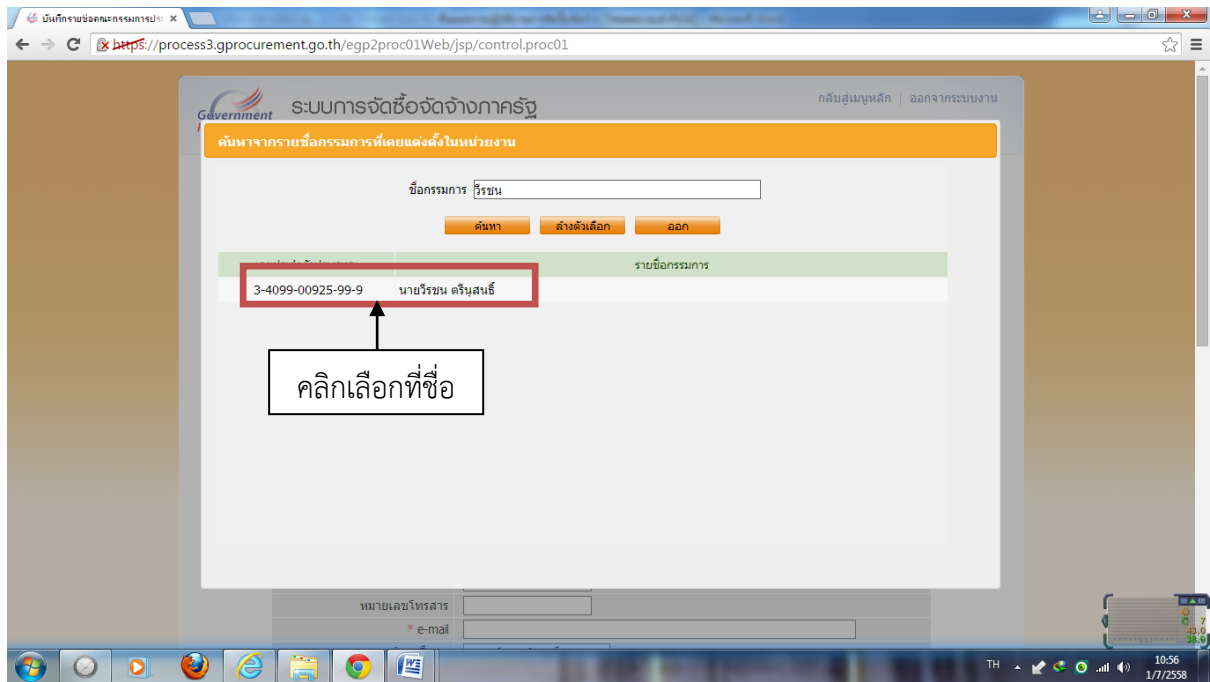 บันทึกรายชื่อคณะกรรมการประ
https://process3.gprocurement.go.th/egp2proc01Web/jsp/control.proc01
Government ระบบการจัดซื้อจัดจ้างภาครัฐ
กลับสู่เมนูหลัก | ออกจากระบบงาน
ค้นหาจากรายชื่อกรรมการที่เคยแต่งตั้งในหน่วยงาน
ชื่อกรรมการ วีรชน
ค้นหา ล้างตัวเลือก ออก
รายชื่อกรรมการ
3-4099-00925-99-9 นายวีรชน ตรีนุสนธิ์
คลิกเลือกที่ชื่อ
หมายเลขโทรสาร
* e-mail
TH
10:56
1/7/2558